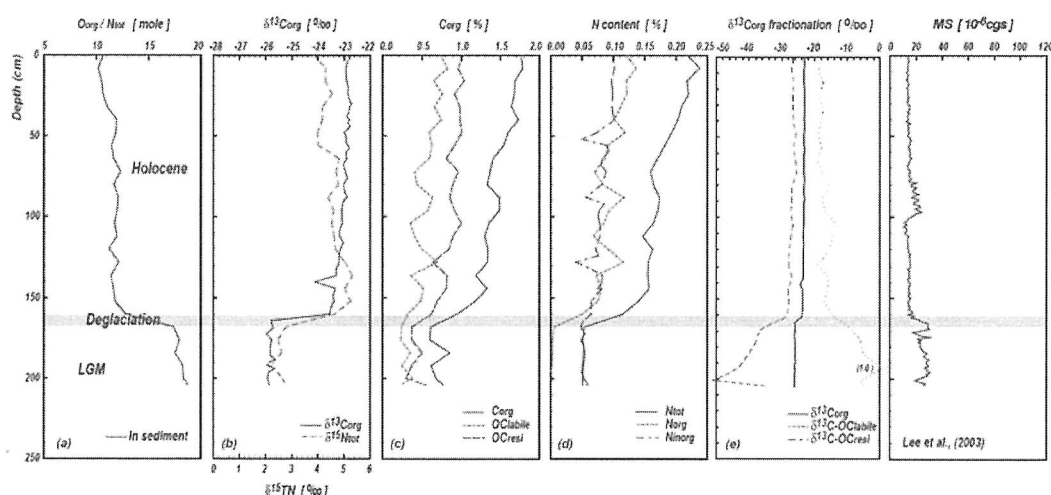 Oorg / Ntot [ mole ]
5 10 15 20
δ13Corg [ ‰ ]
-28 -27 -26 -25 -24 -23 -22
Corg [ % ]
0.0 0.5 1.0 1.5 2.0
N content [ % ]
0.00 0.05 0.10 0.15 0.20 0.25
δ13Corg fractionation [ ‰ ]
-50 -40 -30 -20 -10 0
MS [ 10-6cgs ]
0 20 40 60 80 100 120
Depth (cm)
0
50
100
150
200
250
Holocene
Deglaciation
LGM
(a)
In sediment
(b)
δ13Corg
δ15Ntot
0 1 2 3 4 5 6
δ15TN [ ‰ ]
(c)
Corg
OClabile
OCresi
(d)
Ntot
Norg
Ninorg
(e)
δ13Corg
δ13C-OClabile
δ13C-OCresi
Lee et al., (2003)